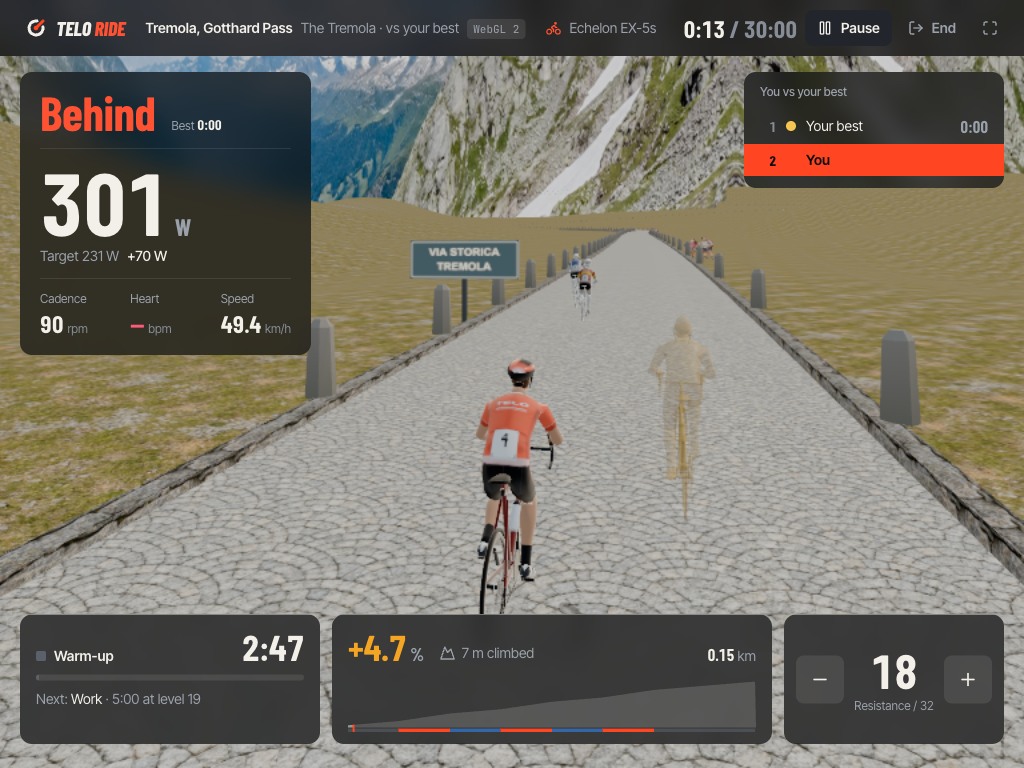 TELO RIDE
Tremola, Gotthard Pass The Tremola · vs your best WebGL 2
Echelon EX-5s
0:13 / 30:00
Pause
End
Behind
Best 0:00
301 W
Target 231 W +70 W
Cadence Heart Speed
90 rpm — bpm 49.4 km/h
You vs your best
1 Your best 0:00
2 You
VIA STORICA
TREMOLA
TELO
4
Warm-up 2:47
Next: Work · 5:00 at level 19
+4.7 % 7 m climbed 0.15 km
− 18 +
Resistance / 32